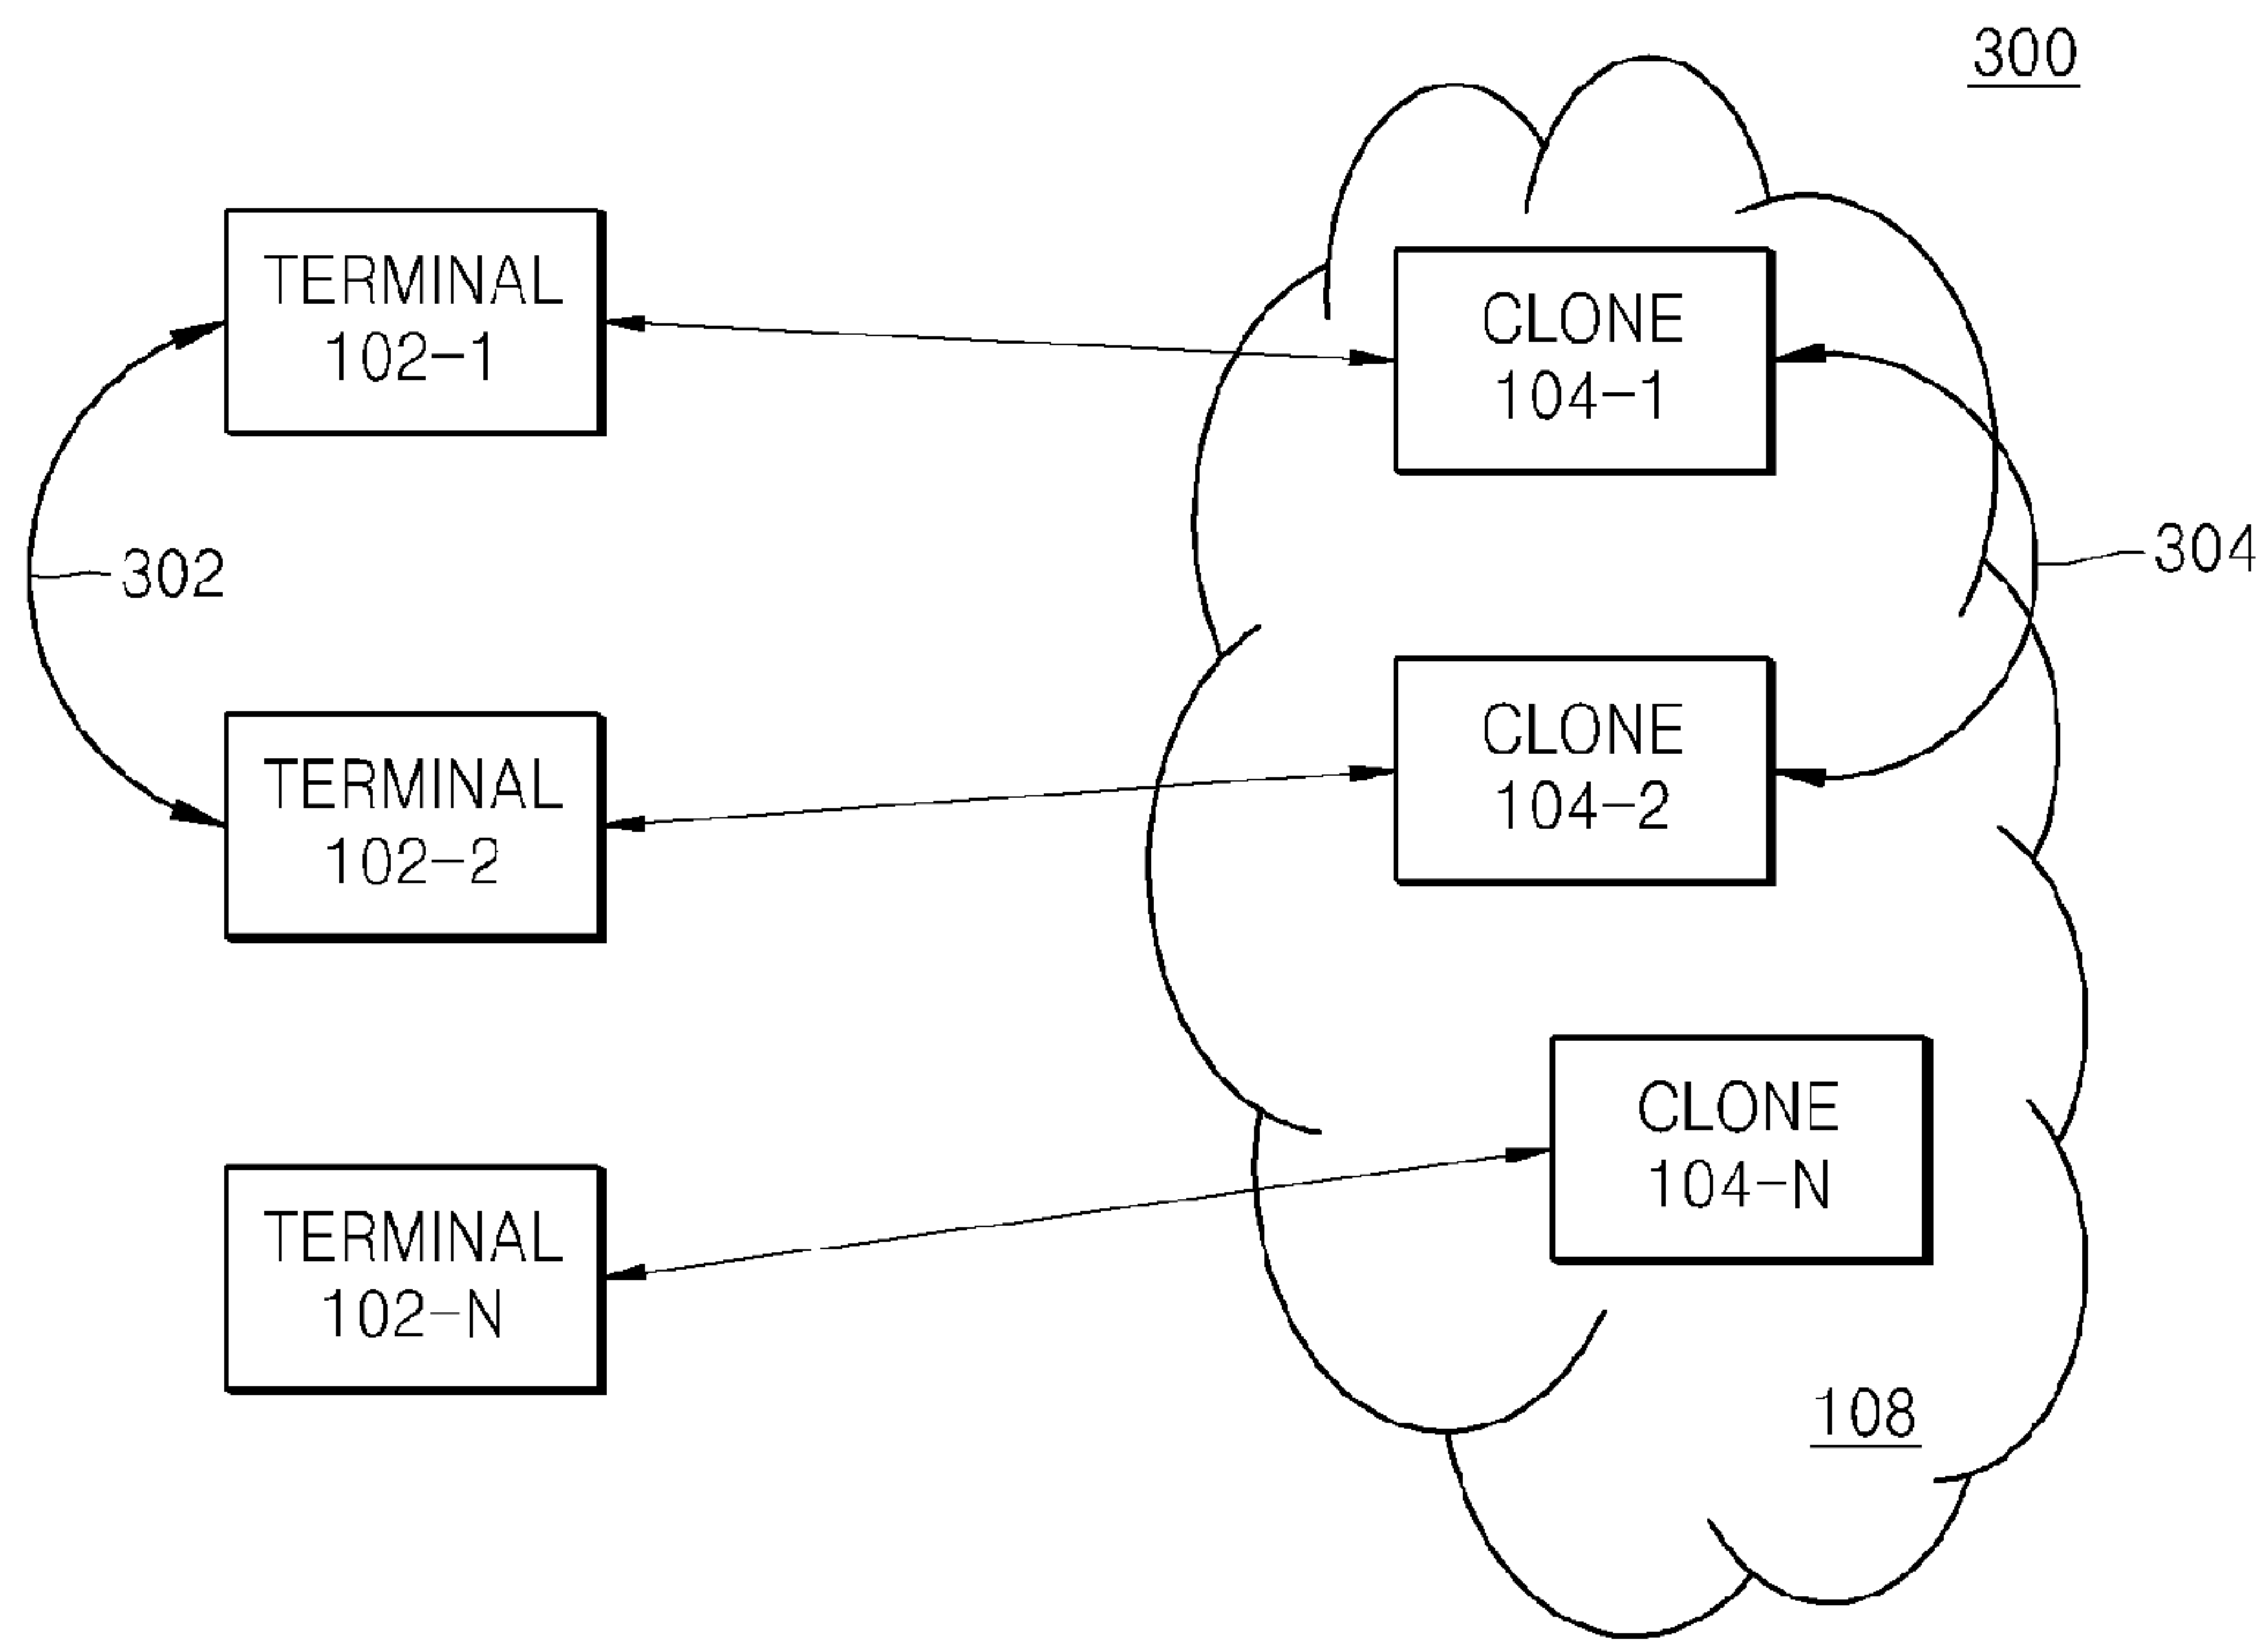 300
TERMINAL
102-1
CLONE
104-1
302
304
TERMINAL
102-2
CLONE
104-2
TERMINAL
102-N
CLONE
104-N
108